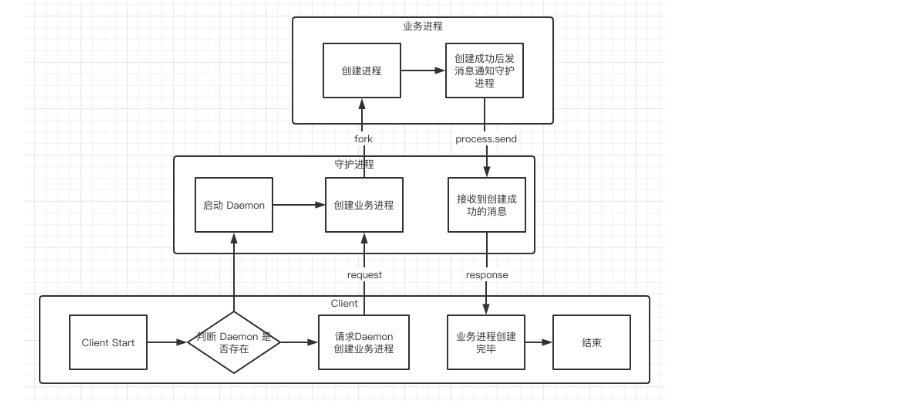 业务进程
创建进程
创建成功后发
消息通知守护
进程
fork
process.send
守护进程
启动 Daemon
创建业务进程
接收到创建成
功的消息
request
response
Client
Client Start
判断 Daemon 是
否存在
请求Daemon
创建业务进程
业务进程创建
完毕
结束